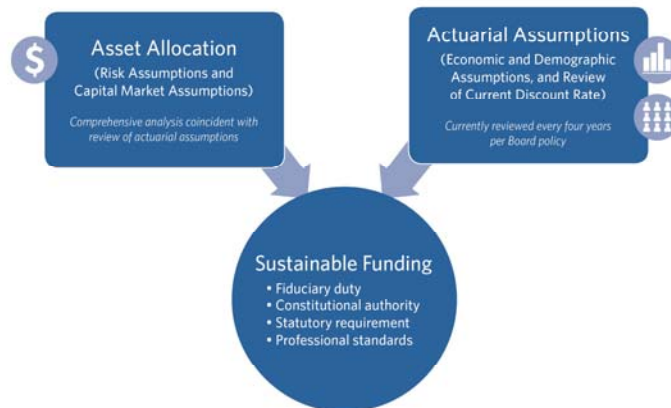 $
Asset Allocation
(Risk Assumptions and
Capital Market Assumptions)
Comprehensive analysis coincident with
review of actuarial assumptions
Actuarial Assumptions
(Economic and Demographic
Assumptions, and Review
of Current Discount Rate)
Currently reviewed every four years
per Board policy
Sustainable Funding
• Fiduciary duty
• Constitutional authority
• Statutory requirement
• Professional standards